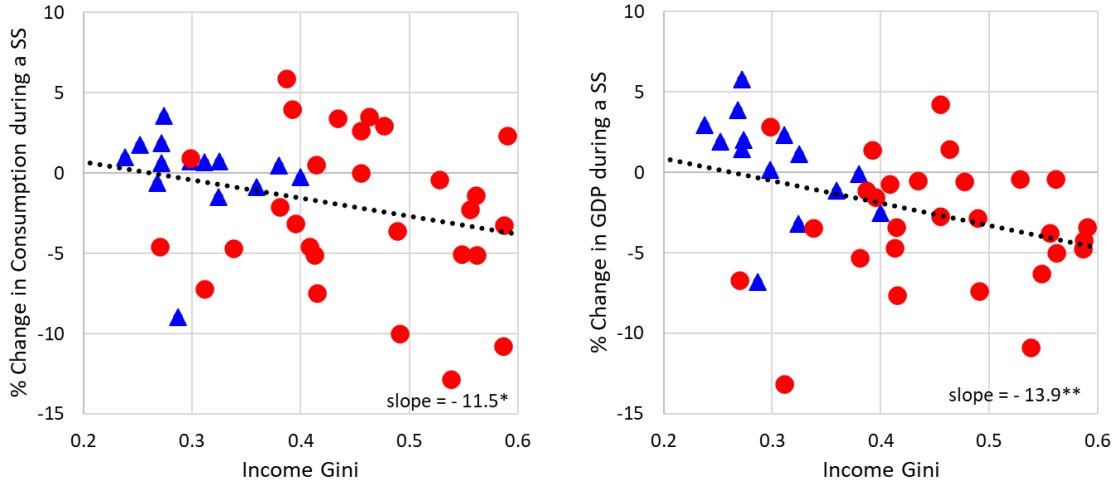 % Change in Consumption during a SS
10
5
0
-5
-10
-15
0.2 0.3 0.4 0.5 0.6
Income Gini
slope = - 11.5*
% Change in GDP during a SS
10
5
0
-5
-10
-15
0.2 0.3 0.4 0.5 0.6
Income Gini
slope = - 13.9**